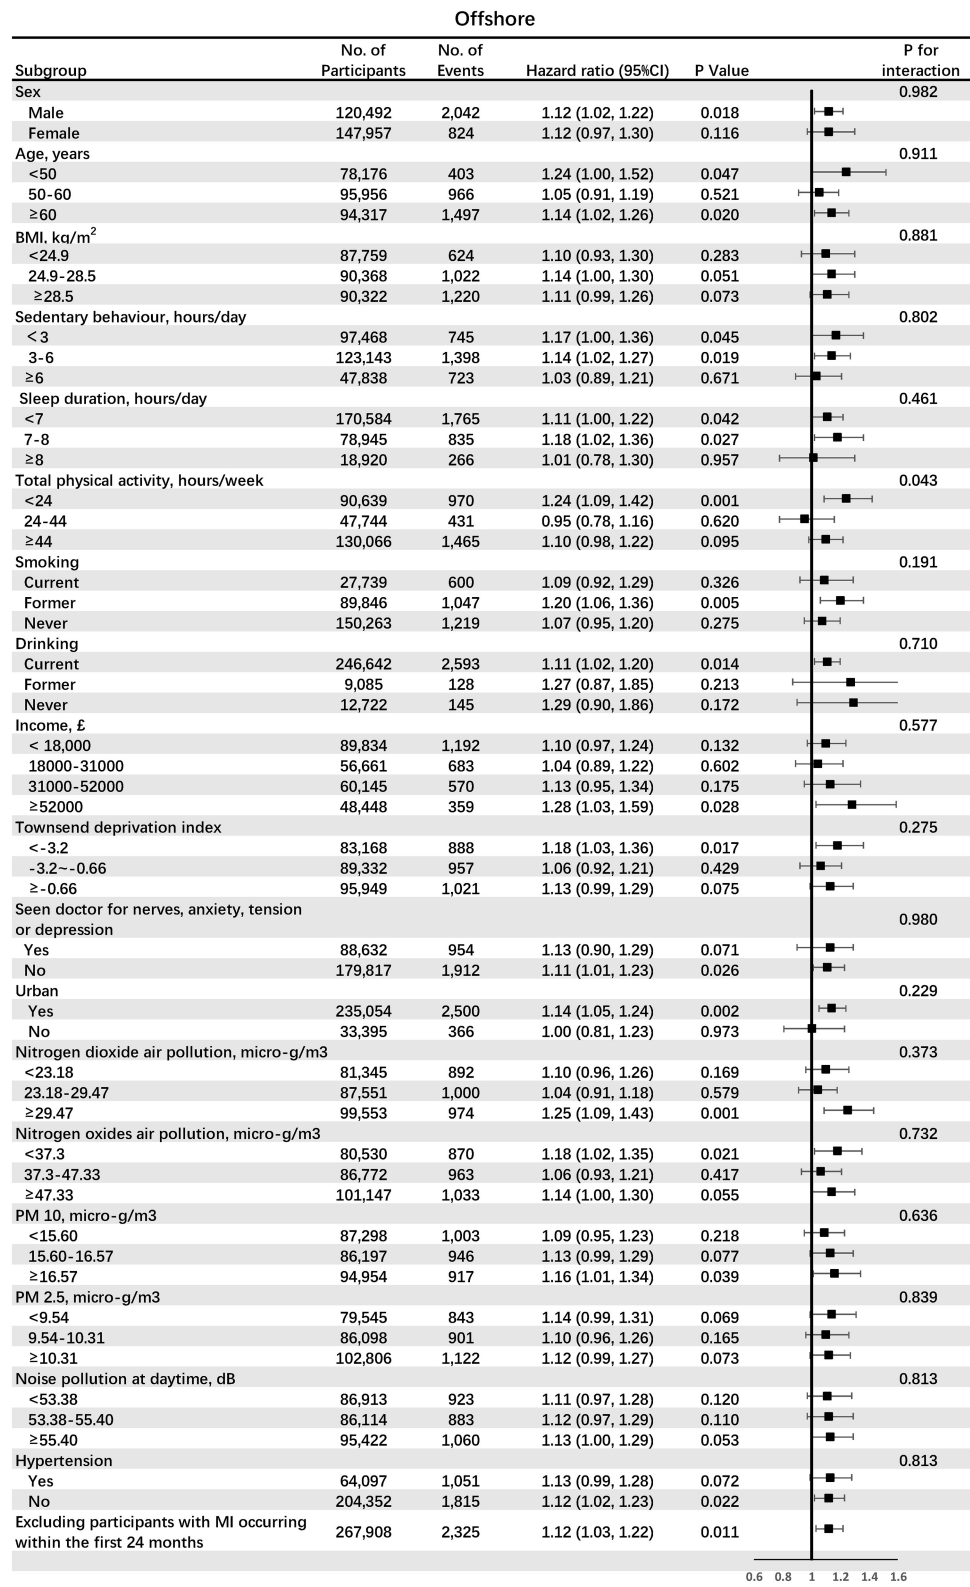 Offshore
No. of No. of P for
Subgroup Participants Events Hazard ratio (95%CI) P Value interaction
Sex 0.982
Male 120,492 2,042 1.12 (1.02, 1.22) 0.018
Female 147,957 824 1.12 (0.97, 1.30) 0.116
Age, years 0.911
<50 78,176 403 1.24 (1.00, 1.52) 0.047
50-60 95,956 966 1.05 (0.91, 1.19) 0.521
≥60 94,317 1,497 1.14 (1.02, 1.26) 0.020
BMI, kg/m² 0.881
<24.9 87,759 624 1.10 (0.93, 1.30) 0.283
24.9-28.5 90,368 1,022 1.14 (1.00, 1.30) 0.051
≥28.5 90,322 1,220 1.11 (0.99, 1.26) 0.073
Sedentary behaviour, hours/day 0.802
<3 97,468 745 1.17 (1.00, 1.36) 0.045
3-6 123,143 1,398 1.14 (1.02, 1.27) 0.019
≥6 47,838 723 1.03 (0.89, 1.21) 0.671
Sleep duration, hours/day 0.461
<7 170,584 1,765 1.11 (1.00, 1.22) 0.042
7-8 78,945 835 1.18 (1.02, 1.36) 0.027
≥8 18,920 266 1.01 (0.78, 1.30) 0.957
Total physical activity, hours/week 0.043
<24 90,639 970 1.24 (1.09, 1.42) 0.001
24-44 47,744 431 0.95 (0.78, 1.16) 0.620
≥44 130,066 1,465 1.10 (0.98, 1.22) 0.095
Smoking 0.191
Current 27,739 600 1.09 (0.92, 1.29) 0.326
Former 89,846 1,047 1.20 (1.06, 1.36) 0.005
Never 150,263 1,219 1.07 (0.95, 1.20) 0.275
Drinking 0.710
Current 246,642 2,593 1.11 (1.02, 1.20) 0.014
Former 9,085 128 1.27 (0.87, 1.85) 0.213
Never 12,722 145 1.29 (0.90, 1.86) 0.172
Income, £ 0.577
< 18,000 89,834 1,192 1.10 (0.97, 1.24) 0.132
18000-31000 56,661 683 1.04 (0.89, 1.22) 0.602
31000-52000 60,145 570 1.13 (0.95, 1.34) 0.175
≥52000 48,448 359 1.28 (1.03, 1.59) 0.028
Townsend deprivation index 0.275
<-3.2 83,168 888 1.18 (1.03, 1.36) 0.017
-3.2~-0.66 89,332 957 1.06 (0.92, 1.21) 0.429
≥-0.66 95,949 1,021 1.13 (0.99, 1.29) 0.075
Seen doctor for nerves, anxiety, tension
or depression 0.980
Yes 88,632 954 1.13 (0.90, 1.29) 0.071
No 179,817 1,912 1.11 (1.01, 1.23) 0.026
Urban 0.229
Yes 235,054 2,500 1.14 (1.05, 1.24) 0.002
No 33,395 366 1.00 (0.81, 1.23) 0.973
Nitrogen dioxide air pollution, micro-g/m3 0.373
<23.18 81,345 892 1.10 (0.96, 1.26) 0.169
23.18-29.47 87,551 1,000 1.04 (0.91, 1.18) 0.579
≥29.47 99,553 974 1.25 (1.09, 1.43) 0.001
Nitrogen oxides air pollution, micro-g/m3 0.732
<37.3 80,530 870 1.18 (1.02, 1.35) 0.021
37.3-47.33 86,772 963 1.06 (0.93, 1.21) 0.417
≥47.33 101,147 1,033 1.14 (1.00, 1.30) 0.055
PM 10, micro-g/m3 0.636
<15.60 87,298 1,003 1.09 (0.95, 1.23) 0.218
15.60-16.57 86,197 946 1.13 (0.99, 1.29) 0.077
≥16.57 94,954 917 1.16 (1.01, 1.34) 0.039
PM 2.5, micro-g/m3 0.839
<9.54 79,545 843 1.14 (0.99, 1.31) 0.069
9.54-10.31 86,098 901 1.10 (0.96, 1.26) 0.165
≥10.31 102,806 1,122 1.12 (0.99, 1.27) 0.073
Noise pollution at daytime, dB 0.813
<53.38 86,913 923 1.11 (0.97, 1.28) 0.120
53.38-55.40 86,114 883 1.12 (0.97, 1.29) 0.110
≥55.40 95,422 1,060 1.13 (1.00, 1.29) 0.053
Hypertension 0.813
Yes 64,097 1,051 1.13 (0.99, 1.28) 0.072
No 204,352 1,815 1.12 (1.02, 1.23) 0.022
Excluding participants with MI occurring
within the first 24 months 267,908 2,325 1.12 (1.03, 1.22) 0.011
0.6 0.8 1 1.2 1.4 1.6